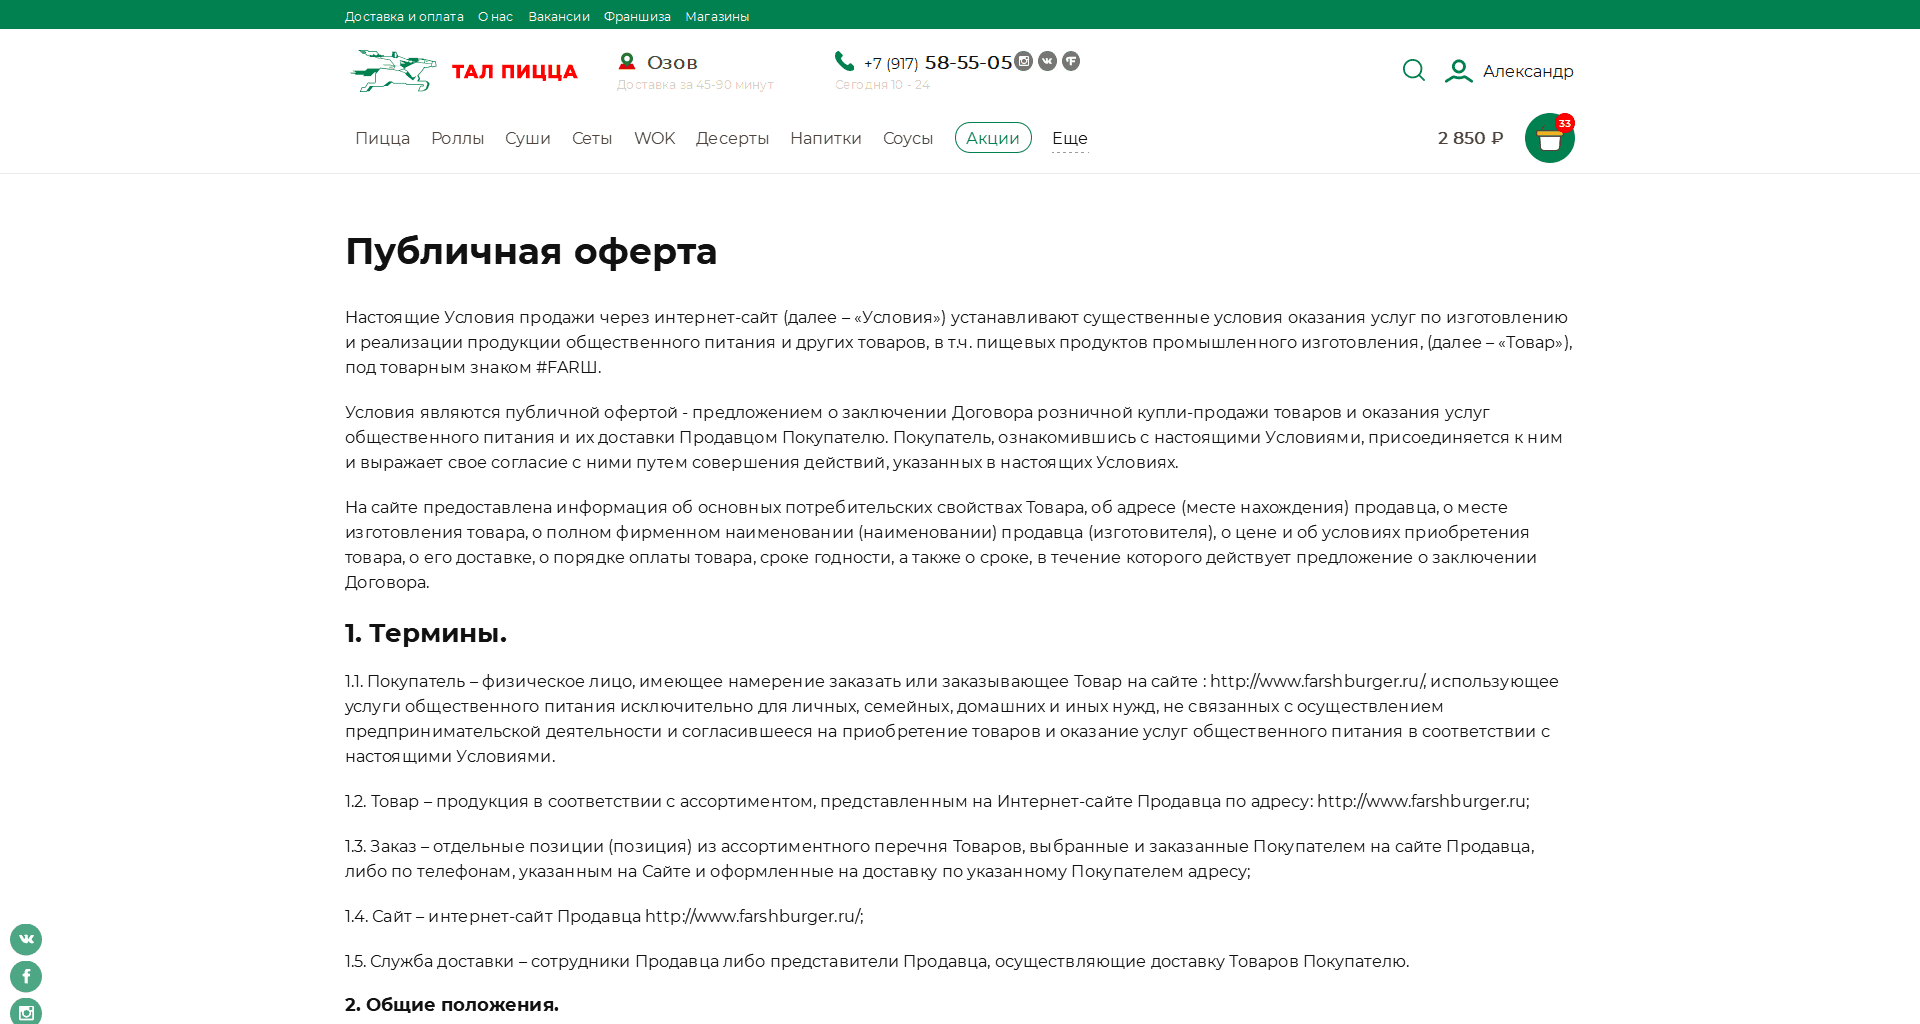 Доставка и оплата О нас Вакансии Франшиза Магазины
ТАЛ ПИЦЦА
Озов
Доставка за 45-90 минут
+7 (917) 58-55-05
Сегодня 10 - 24
Александр
Пицца Роллы Суши Сеты WOK Десерты Напитки Соусы Акции Еще
2 850 ₽
33
Публичная оферта
Настоящие Условия продажи через интернет-сайт (далее – «Условия») устанавливают существенные условия оказания услуг по изготовлению
и реализации продукции общественного питания и других товаров, в т.ч. пищевых продуктов промышленного изготовления, (далее – «Товар»),
под товарным знаком #FARШ.
Условия являются публичной офертой - предложением о заключении Договора розничной купли-продажи товаров и оказания услуг
общественного питания и их доставки Продавцом Покупателю. Покупатель, ознакомившись с настоящими Условиями, присоединяется к ним
и выражает свое согласие с ними путем совершения действий, указанных в настоящих Условиях.
На сайте предоставлена информация об основных потребительских свойствах Товара, об адресе (месте нахождения) продавца, о месте
изготовления товара, о полном фирменном наименовании (наименовании) продавца (изготовителя), о цене и об условиях приобретения
товара, о его доставке, о порядке оплаты товара, сроке годности, а также о сроке, в течение которого действует предложение о заключении
Договора.
1. Термины.
1.1. Покупатель – физическое лицо, имеющее намерение заказать или заказывающее Товар на сайте : http://www.farshburger.ru/, использующее
услуги общественного питания исключительно для личных, семейных, домашних и иных нужд, не связанных с осуществлением
предпринимательской деятельности и согласившееся на приобретение товаров и оказание услуг общественного питания в соответствии с
настоящими Условиями.
1.2. Товар – продукция в соответствии с ассортиментом, представленным на Интернет-сайте Продавца по адресу: http://www.farshburger.ru;
1.3. Заказ – отдельные позиции (позиция) из ассортиментного перечня Товаров, выбранные и заказанные Покупателем на сайте Продавца,
либо по телефонам, указанным на Сайте и оформленные на доставку по указанному Покупателем адресу;
1.4. Сайт – интернет-сайт Продавца http://www.farshburger.ru/;
1.5. Служба доставки – сотрудники Продавца либо представители Продавца, осуществляющие доставку Товаров Покупателю.
2. Общие положения.